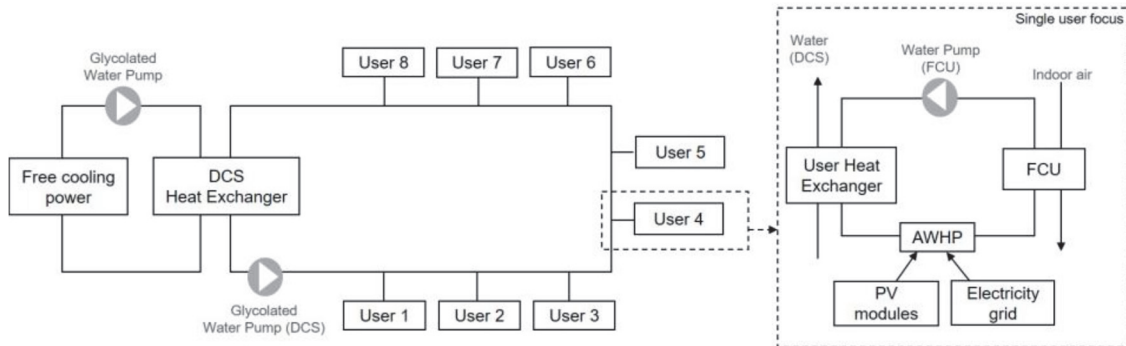 Glycolated
Water Pump
Free cooling
power
DCS
Heat Exchanger
Glycolated
Water Pump (DCS)
User 8
User 7
User 6
User 5
User 4
User 1
User 2
User 3
Single user focus
Water
(DCS)
Water Pump
(FCU)
Indoor air
User Heat
Exchanger
FCU
AWHP
PV
modules
Electricity
grid